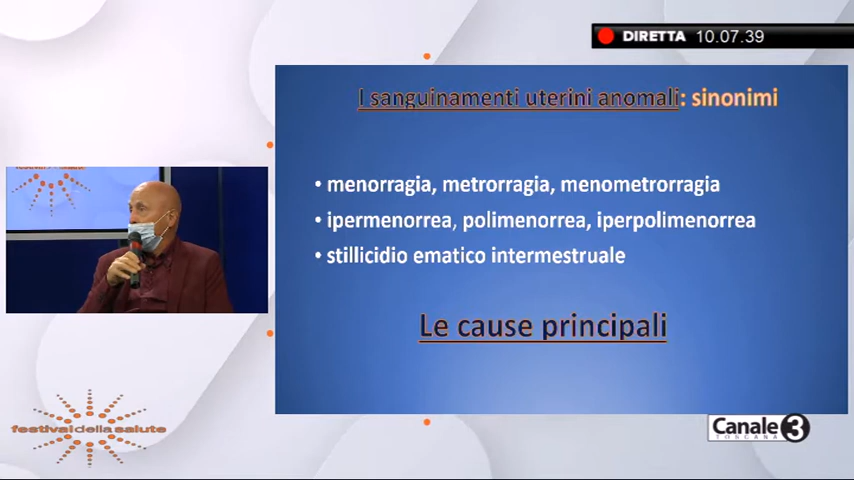 DIRETTA 10.07.39
I sanguinamenti uterini anomali: sinonimi
• menorragia, metrorragia, menometrorragia
• ipermenorrea, polimenorrea, iperpolimenorrea
• stillicidio ematico intermestruale
Le cause principali
festivaldellasalute
Canale 3
TOSCANA